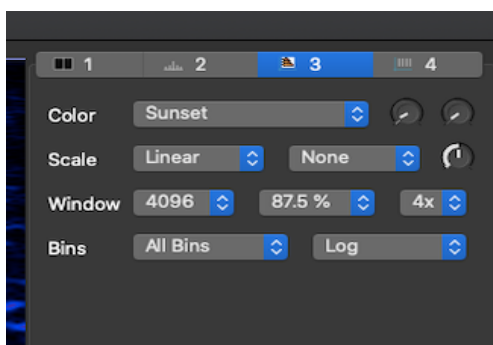 1 2 3 4
Color Sunset
Scale Linear None
Window 4096 87.5 % 4x
Bins All Bins Log